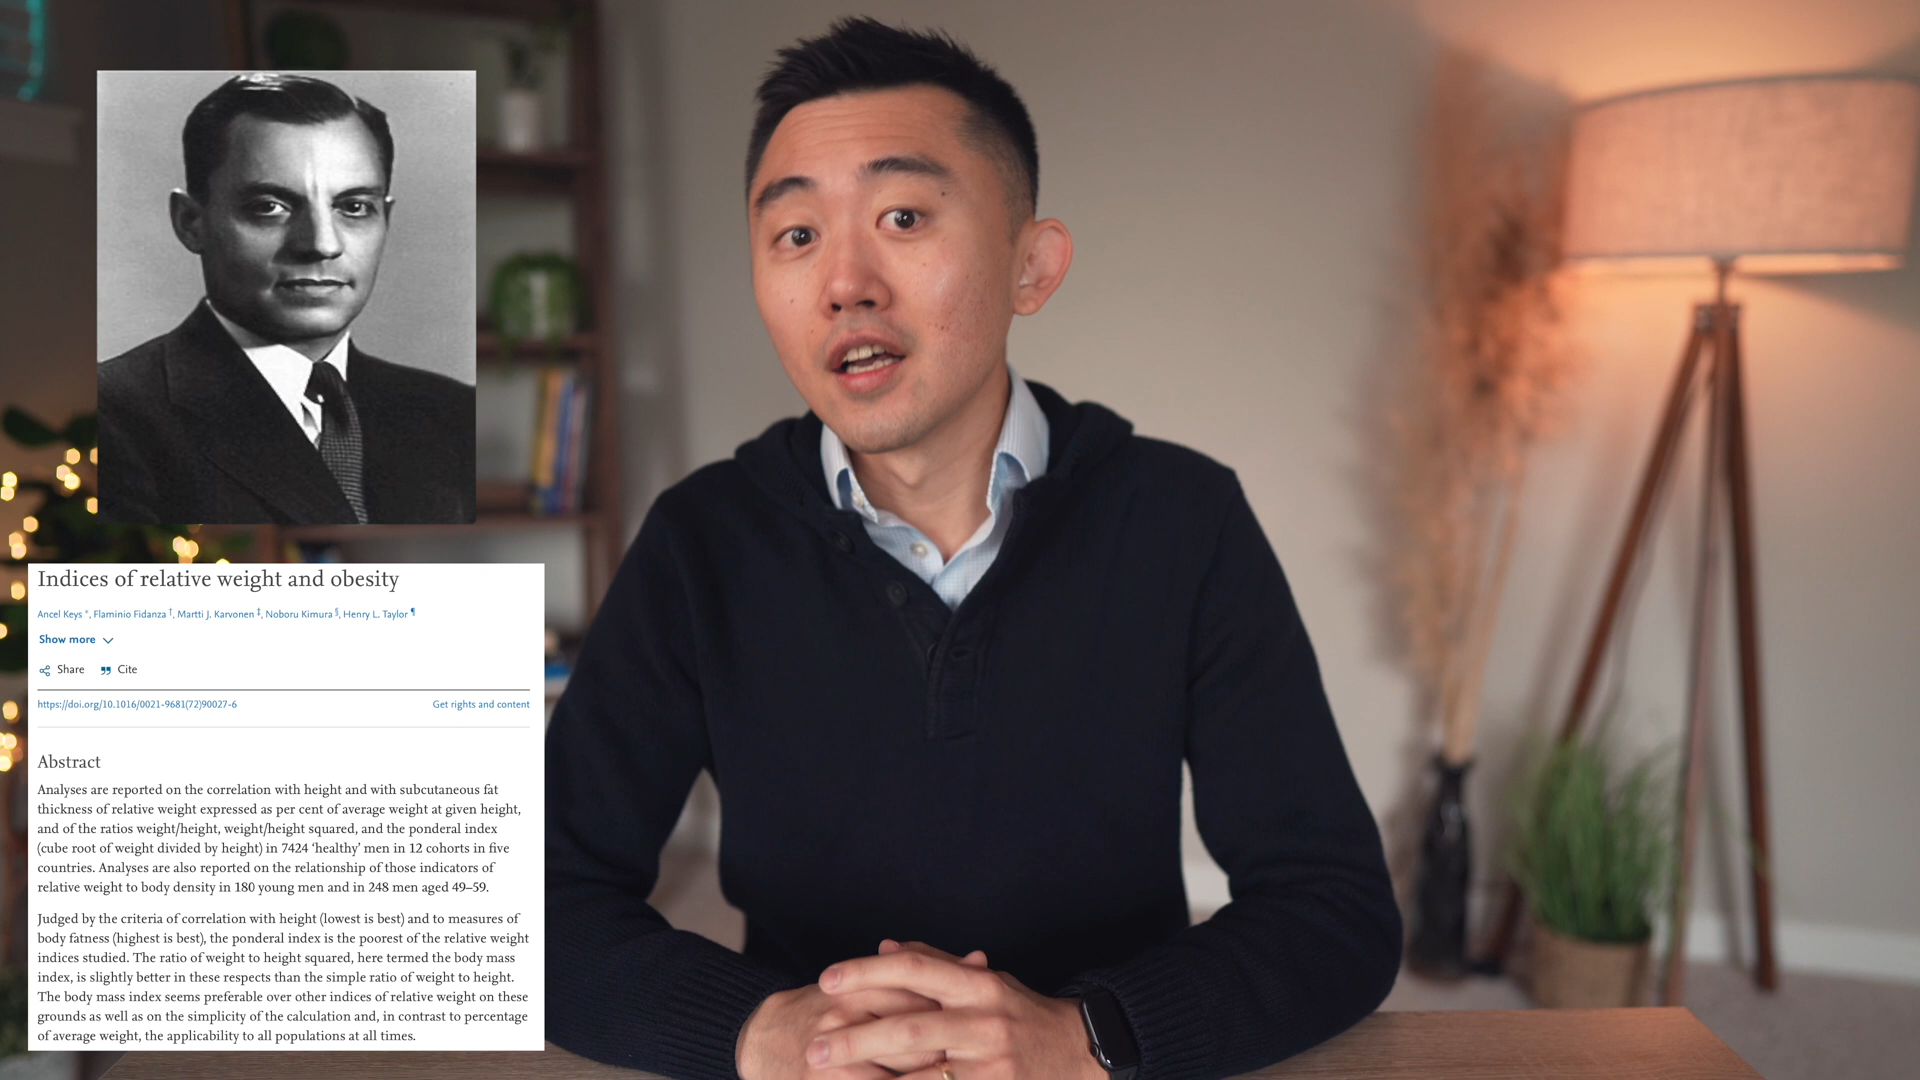 Indices of relative weight and obesity
Ancel Keys *, Flaminio Fidanza †, Martti J. Karvonen ‡, Noboru Kimura §, Henry L. Taylor ¶
Show more
Share Cite
https://doi.org/10.1016/0021-9681(72)90027-6 Get rights and content
Abstract
Analyses are reported on the correlation with height and with subcutaneous fat
thickness of relative weight expressed as per cent of average weight at given height,
and of the ratios weight/height, weight/height squared, and the ponderal index
(cube root of weight divided by height) in 7424 ‘healthy’ men in 12 cohorts in five
countries. Analyses are also reported on the relationship of those indicators of
relative weight to body density in 180 young men and in 248 men aged 49–59.
Judged by the criteria of correlation with height (lowest is best) and to measures of
body fatness (highest is best), the ponderal index is the poorest of the relative weight
indices studied. The ratio of weight to height squared, here termed the body mass
index, is slightly better in these respects than the simple ratio of weight to height.
The body mass index seems preferable over other indices of relative weight on these
grounds as well as on the simplicity of the calculation and, in contrast to percentage
of average weight, the applicability to all populations at all times.